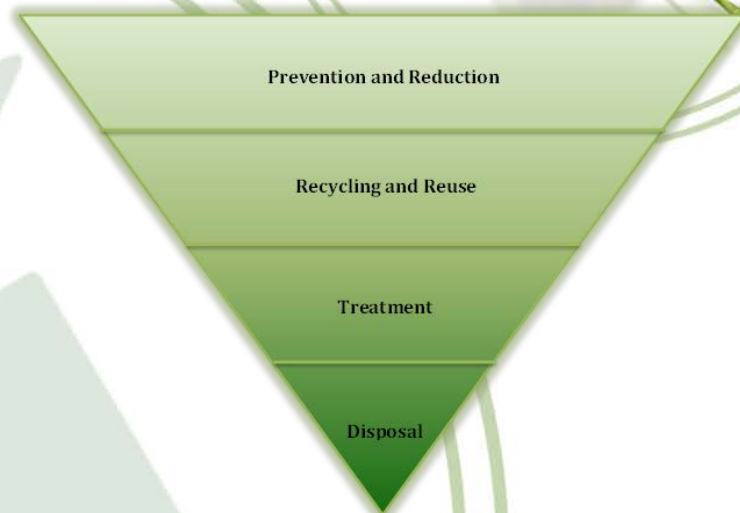 Prevention and Reduction
Recycling and Reuse
Treatment
Disposal